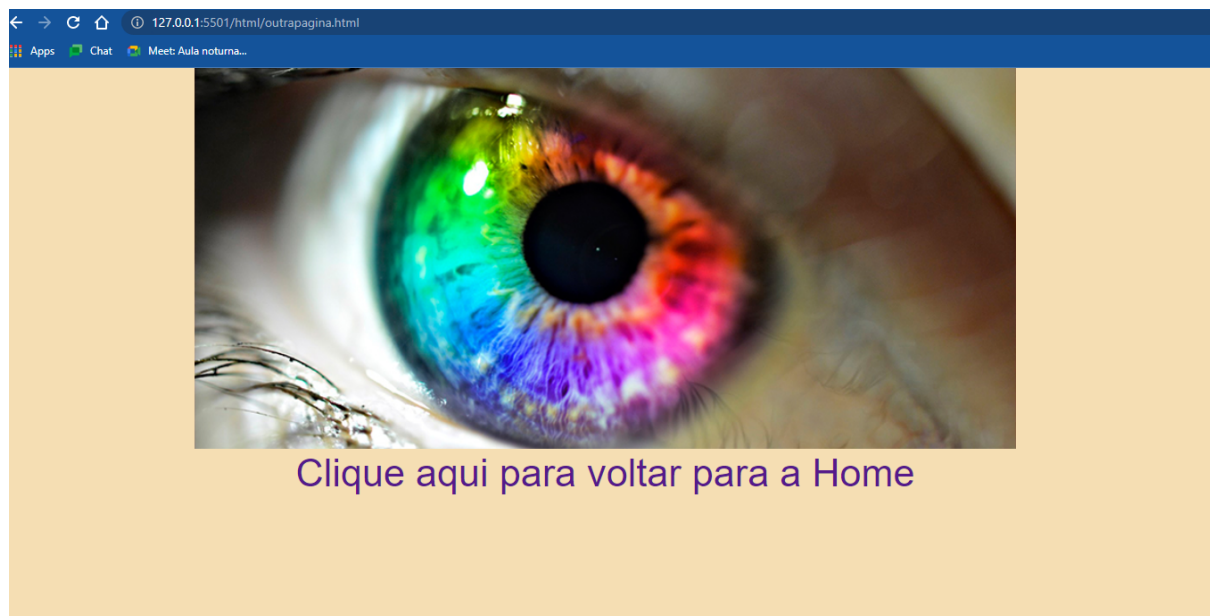 127.0.0.1:5501/html/outrapagina.html
Apps Chat Meet: Aula noturna...
Clique aqui para voltar para a Home